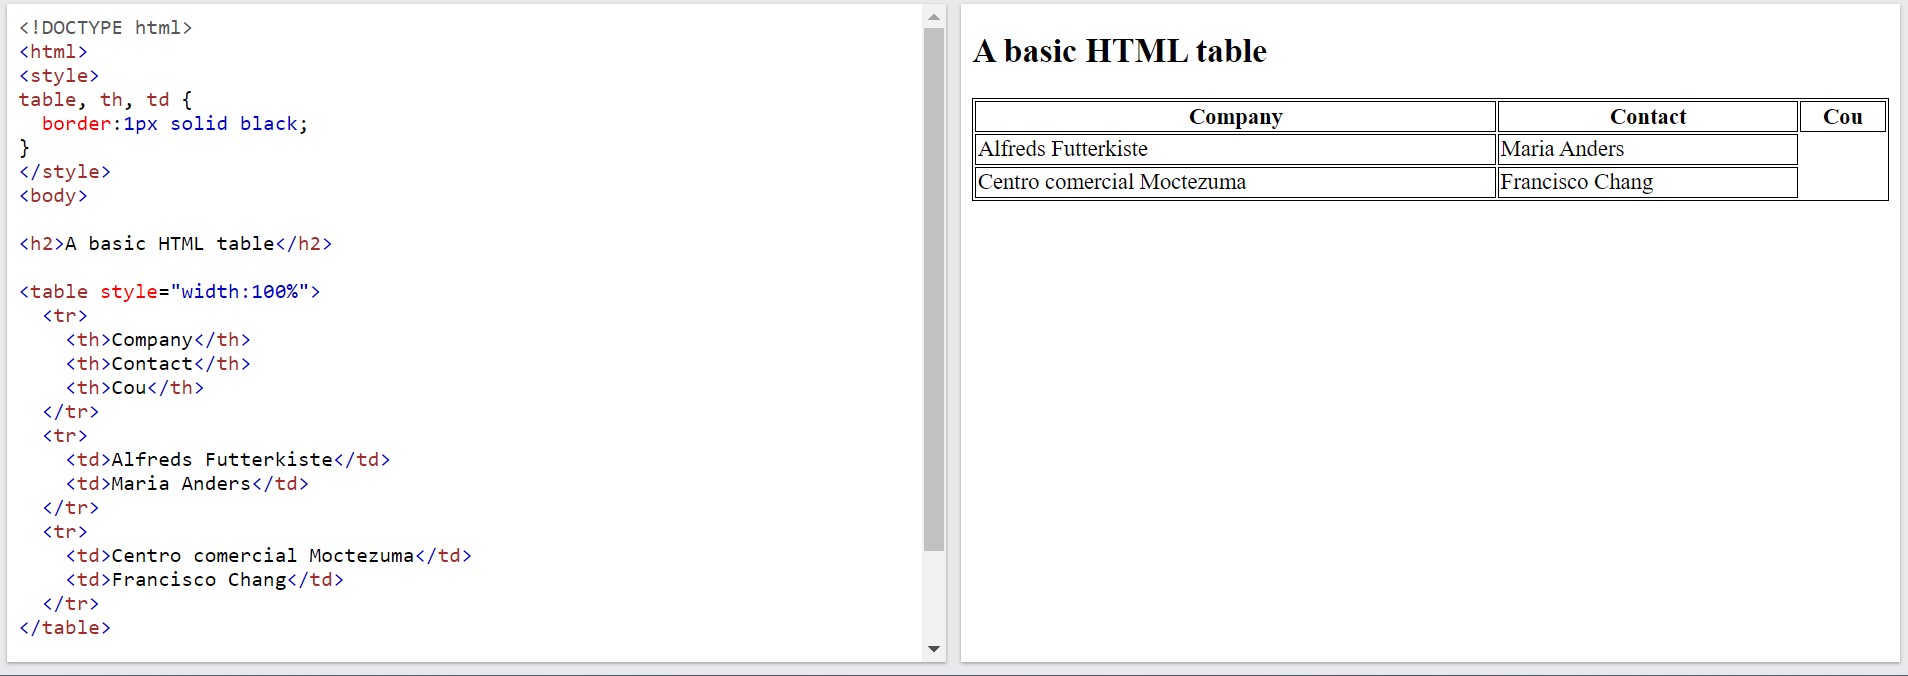 <!DOCTYPE html>
<html>
<style>
table, th, td {
  border:1px solid black;
}
</style>
<body>

<h2>A basic HTML table</h2>

<table style="width:100%">
  <tr>
    <th>Company</th>
    <th>Contact</th>
    <th>Cou</th>
  </tr>
  <tr>
    <td>Alfreds Futterkiste</td>
    <td>Maria Anders</td>
  </tr>
  <tr>
    <td>Centro comercial Moctezuma</td>
    <td>Francisco Chang</td>
  </tr>
</table>
A basic HTML table
Company Contact Cou
Alfreds Futterkiste Maria Anders
Centro comercial Moctezuma Francisco Chang